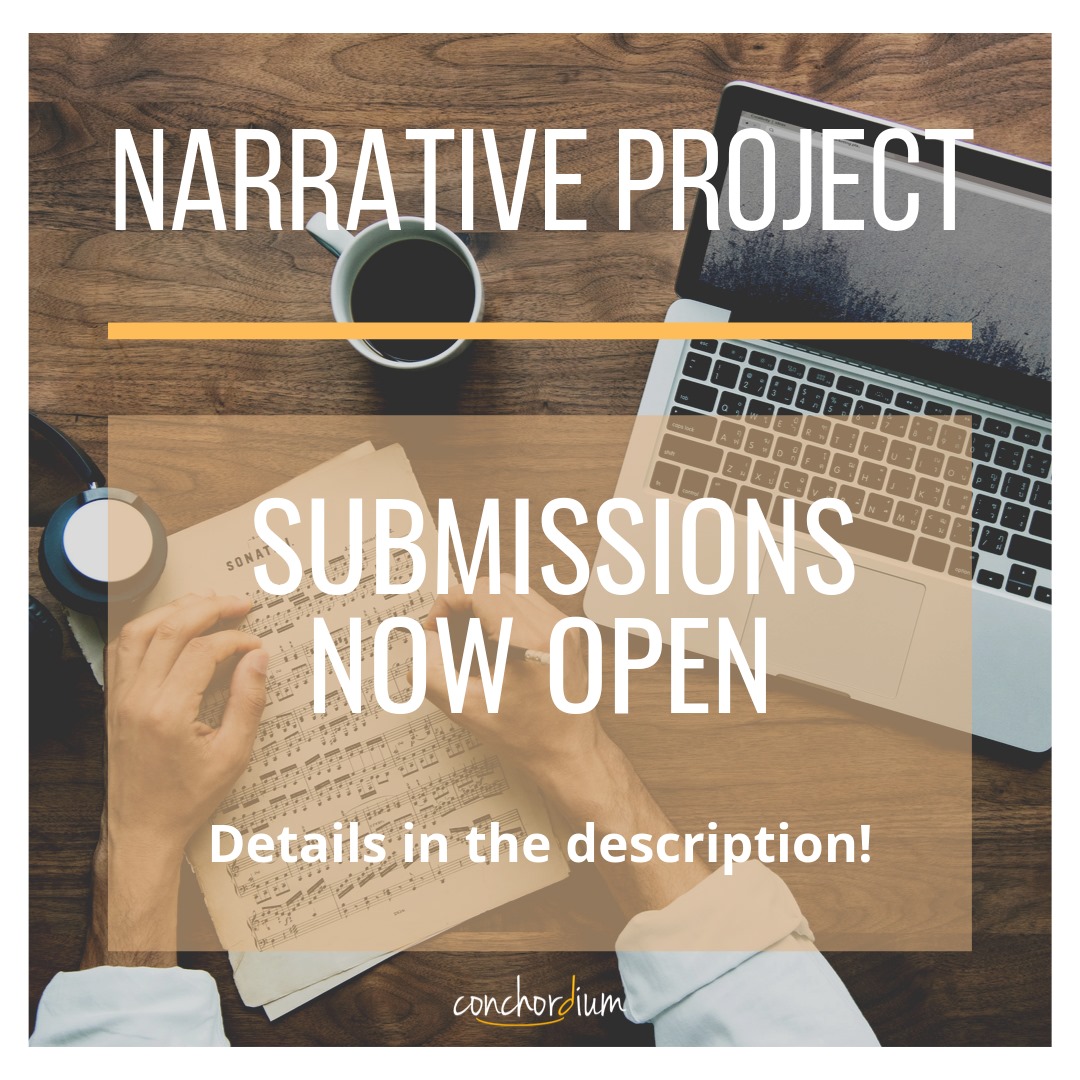 NARRATIVE PROJECT
SUBMISSIONS
NOW OPEN
Details in the description!
conchordium